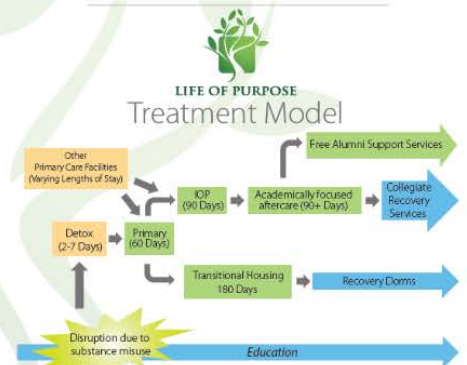 LIFE OF PURPOSE
Treatment Model
Free Alumni Support Services
Other
Primary Care Facilities
(Varying Lengths of Stay)
IOP
(90 Days)
Academically focused
aftercare (90+ Days)
Collegiate
Recovery
Services
Detox
(2-7 Days)
Primary
(60 Days)
Transitional Housing
180 Days
Recovery Dorms
Disruption due to
substance misuse
Education